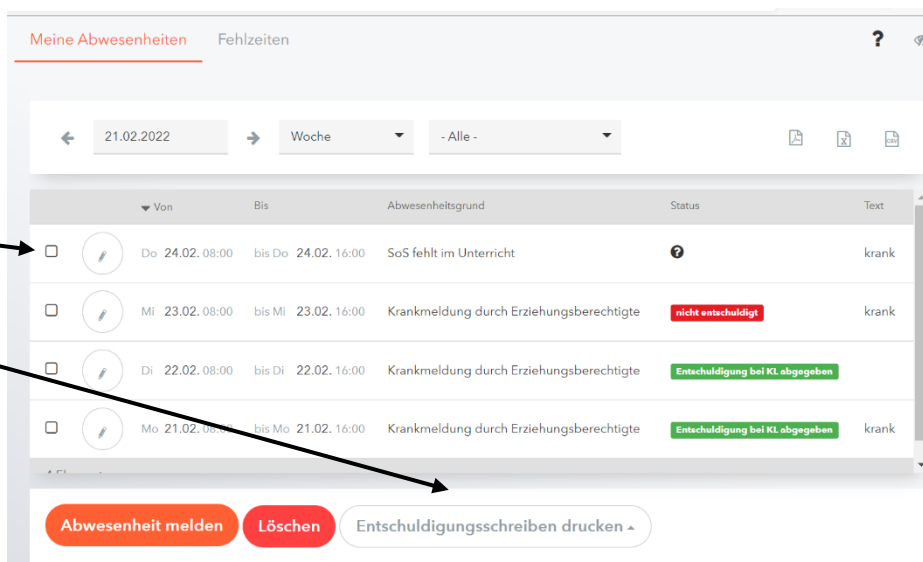 Meine Abwesenheiten Fehlzeiten ?
21.02.2022 Woche - Alle -
Von Bis Abwesenheitsgrund Status Text
Do 24.02. 08:00 bis Do 24.02. 16:00 SoS fehlt im Unterricht ? krank
Mi 23.02. 08:00 bis Mi 23.02. 16:00 Krankmeldung durch Erziehungsberechtigte nicht entschuldigt krank
Di 22.02. 08:00 bis Di 22.02. 16:00 Krankmeldung durch Erziehungsberechtigte Entschuldigung bei KL abgegeben
Mo 21.02. 08:00 bis Mo 21.02. 16:00 Krankmeldung durch Erziehungsberechtigte Entschuldigung bei KL abgegeben krank
Abwesenheit melden Löschen Entschuldigungsschreiben drucken